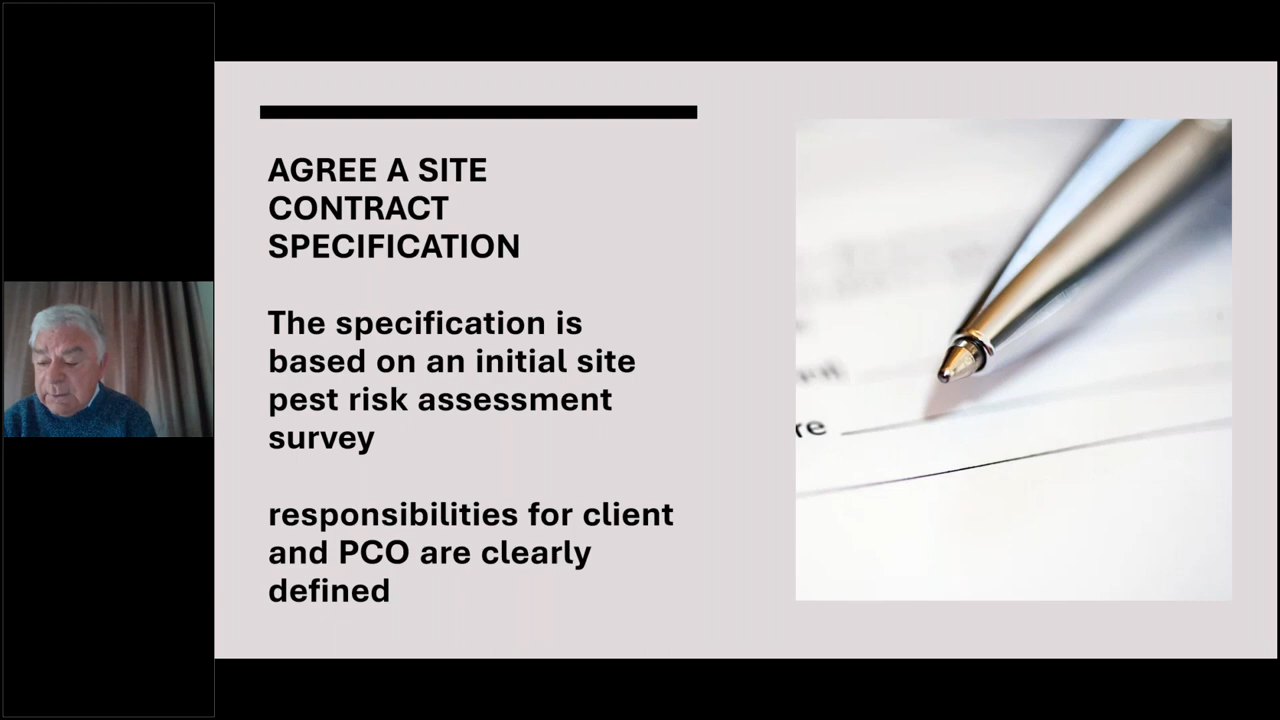 AGREE A SITE
CONTRACT
SPECIFICATION
The specification is
based on an initial site
pest risk assessment
survey
responsibilities for client
and PCO are clearly
defined
re